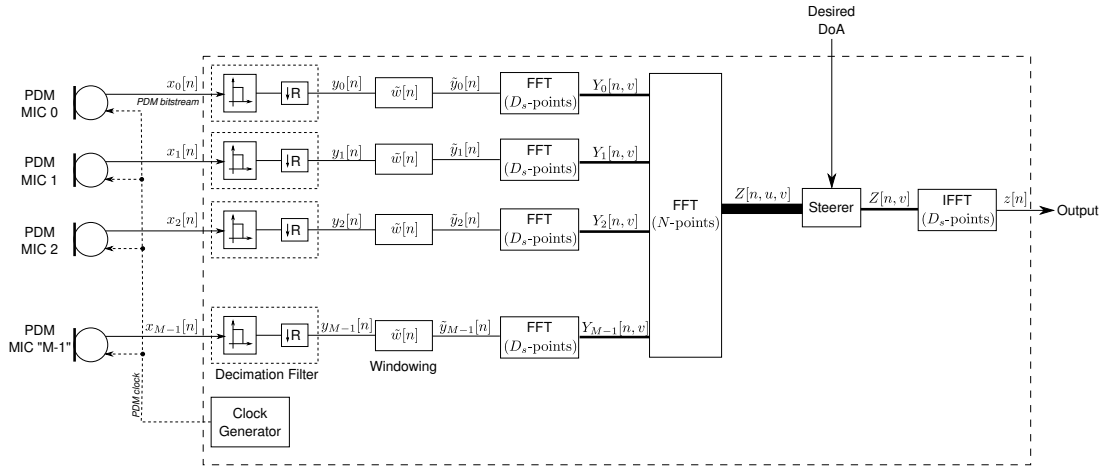 Desired
DoA
PDM
MIC 0
x_0[n]
PDM bitstream
↓R
y_0[n]
w̃[n]
ỹ_0[n]
FFT
(D_s-points)
Y_0[n, v]
PDM
MIC 1
x_1[n]
↓R
y_1[n]
w̃[n]
ỹ_1[n]
FFT
(D_s-points)
Y_1[n, v]
PDM
MIC 2
x_2[n]
↓R
y_2[n]
w̃[n]
ỹ_2[n]
FFT
(D_s-points)
Y_2[n, v]
PDM
MIC "M-1"
x_{M-1}[n]
↓R
y_{M-1}[n]
w̃[n]
ỹ_{M-1}[n]
FFT
(D_s-points)
Y_{M-1}[n, v]
FFT
(N-points)
Z[n, u, v]
Steerer
Z[n, v]
IFFT
(D_s-points)
z[n]
Output
Decimation Filter
Windowing
PDM clock
Clock
Generator